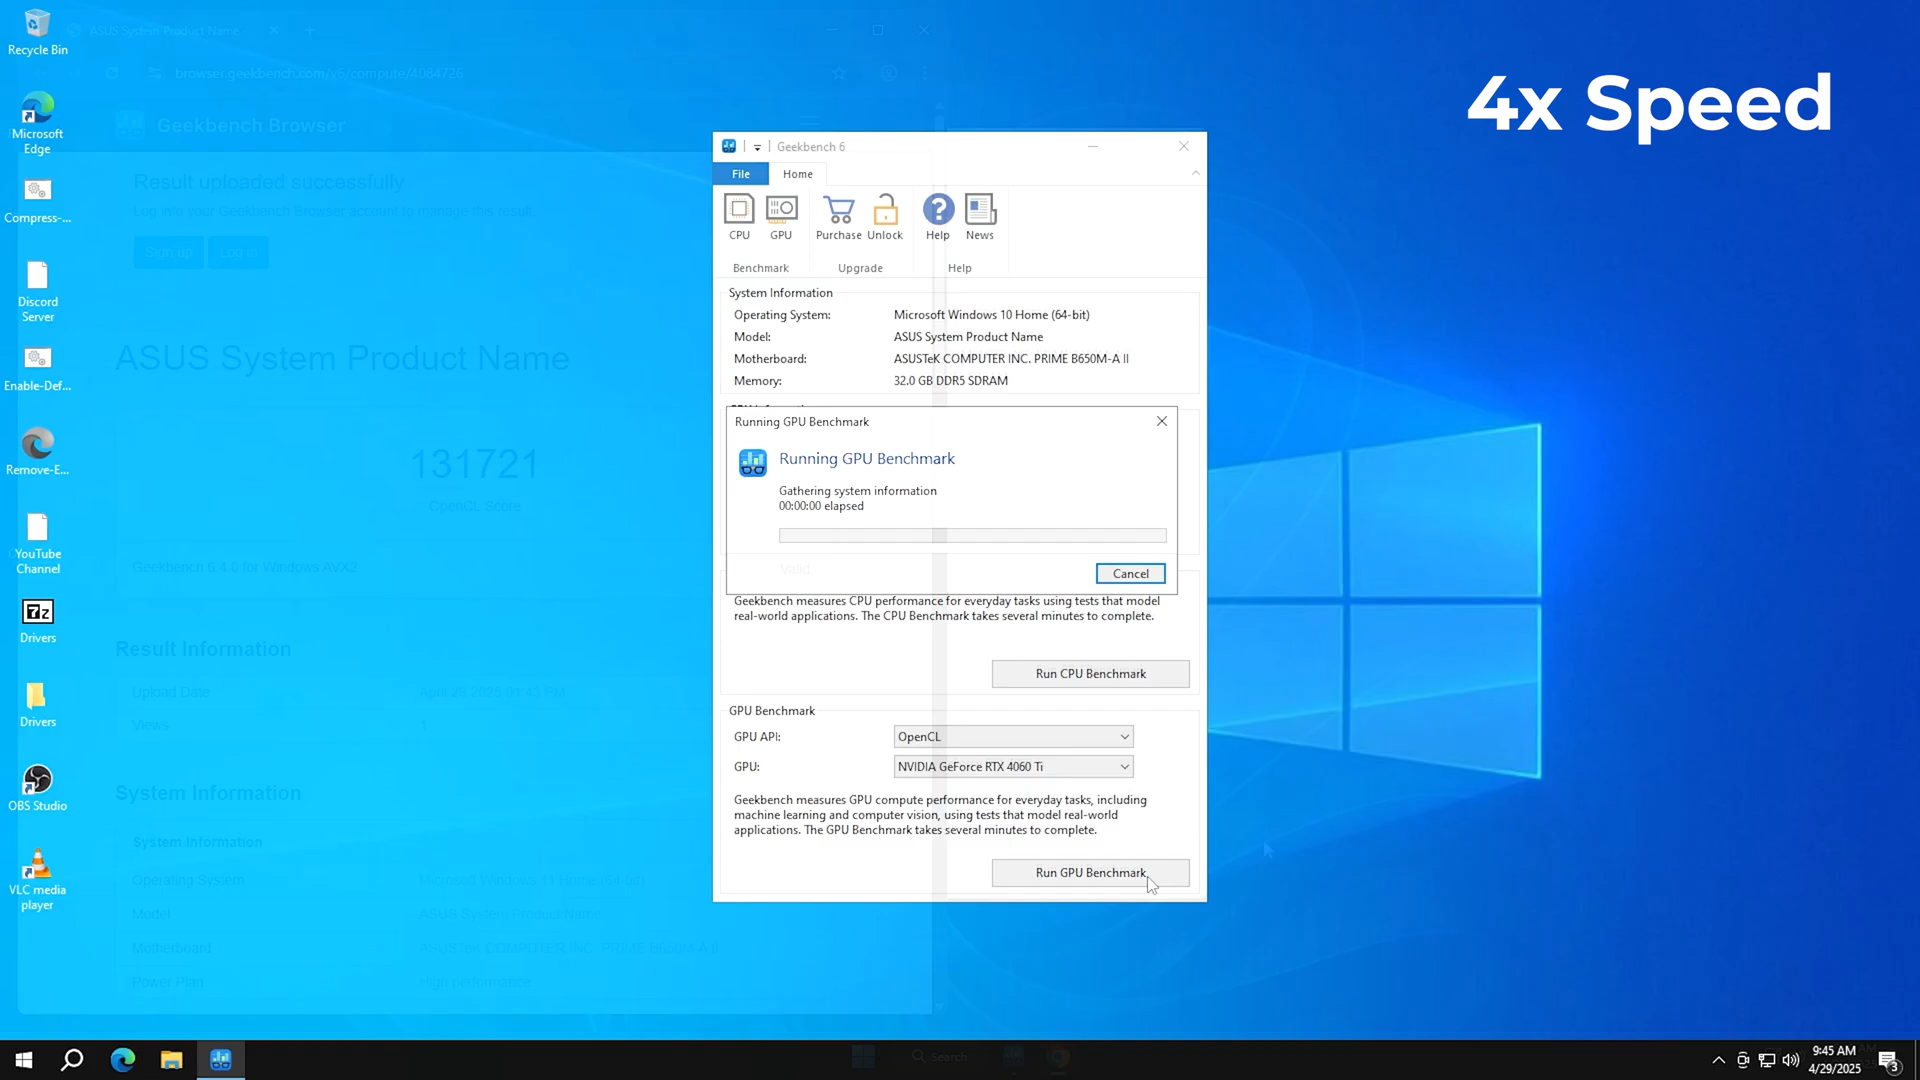 Recycle Bin
Microsoft
Edge
Compress-...
Discord
Server
Enable-Def...
Remove-E...
YouTube
Channel
Drivers
Drivers
OBS Studio
VLC media
player
ASUS System Product Name
browser.geekbench.com/v6/compute/4084726
Geekbench Browser
Result uploaded successfully
Log into your Geekbench Browser account to manage this result.
Sign up
Log in
ASUS System Product Name
131721
OpenCL Score
Geekbench 6.4.0 for Windows AVX2
Valid
Result Information
Upload Date
April 29 2025 01:43 PM
Views
1
System Information
System Information
Operating System
Microsoft Windows 11 Home (64-bit)
Model
ASUS System Product Name
Motherboard
ASUSTeK COMPUTER INC. PRIME B650M-A II
Power Plan
High performance
4x Speed
Geekbench 6
File
Home
CPU
GPU
Purchase
Unlock
Help
News
Benchmark
Upgrade
Help
System Information
Operating System:
Microsoft Windows 10 Home (64-bit)
Model:
ASUS System Product Name
Motherboard:
ASUSTeK COMPUTER INC. PRIME B650M-A II
Memory:
32.0 GB DDR5 SDRAM
Running GPU Benchmark
Running GPU Benchmark
Gathering system information
00:00:00 elapsed
Cancel
Geekbench measures CPU performance for everyday tasks using tests that model
real-world applications. The CPU Benchmark takes several minutes to complete.
Run CPU Benchmark
GPU Benchmark
GPU API:
OpenCL
GPU:
NVIDIA GeForce RTX 4060 Ti
Geekbench measures GPU compute performance for everyday tasks, including
machine learning and computer vision, using tests that model real-world
applications. The GPU Benchmark takes several minutes to complete.
Run GPU Benchmark
Search
9:45 AM
4/29/2025
3